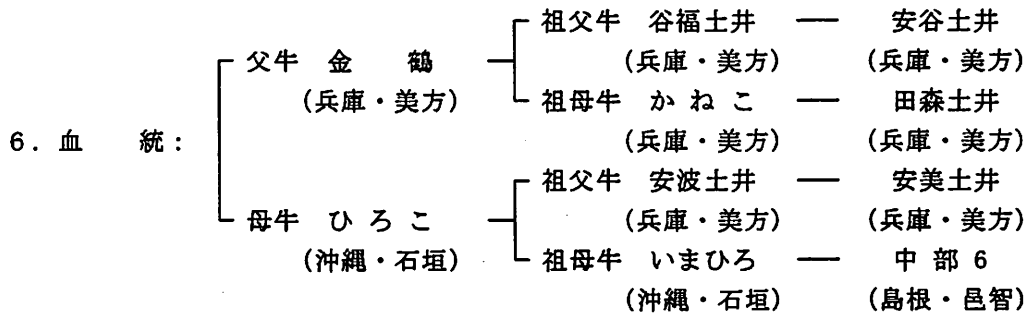 祖父牛 谷福土井 ── 安谷土井
父牛 金 鶴 (兵庫・美方) (兵庫・美方)
(兵庫・美方) 祖母牛 かねこ ── 田森土井
6. 血 統: (兵庫・美方) (兵庫・美方)
祖父牛 安波土井 ── 安美土井
母牛 ひろこ (兵庫・美方) (兵庫・美方)
(沖縄・石垣) 祖母牛 いまひろ ── 中部6
(沖縄・石垣) (島根・邑智)